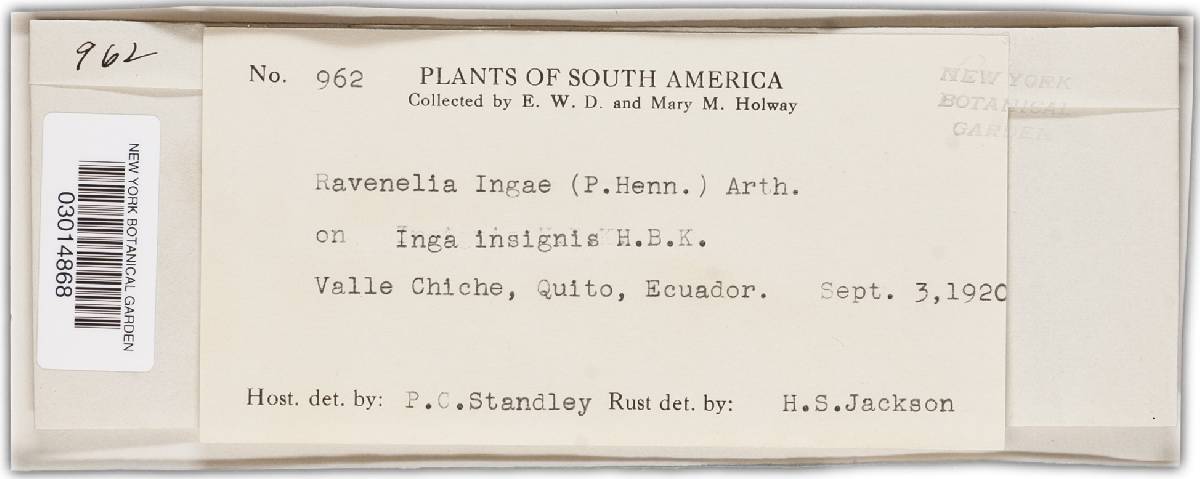 962
No. 962 PLANTS OF SOUTH AMERICA
Collected by E. W. D. and Mary M. Holway
NEW YORK
BOTANICAL
GARDEN
Ravenelia Ingae (P.Henn.) Arth.
on Inga insignis H.B.K.
Valle Chiche, Quito, Ecuador. Sept. 3,1920
Host. det. by: P.C.Standley Rust det. by: H.S.Jackson
NEW YORK BOTANICAL GARDEN
03014868